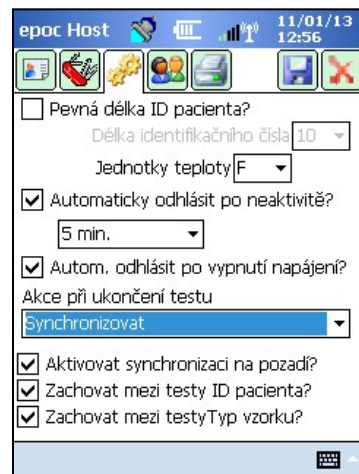 epoc Host 11/01/13 12:56
Pevná délka ID pacienta?
Délka identifikačního čísla 10
Jednotky teploty F
Automaticky odhlásit po neaktivitě?
5 min.
Autom. odhlásit po vypnutí napájení?
Akce při ukončení testu
Synchronizovat
Aktivovat synchronizaci na pozadí?
Zachovat mezi testy ID pacienta?
Zachovat mezi testyTyp vzorku?